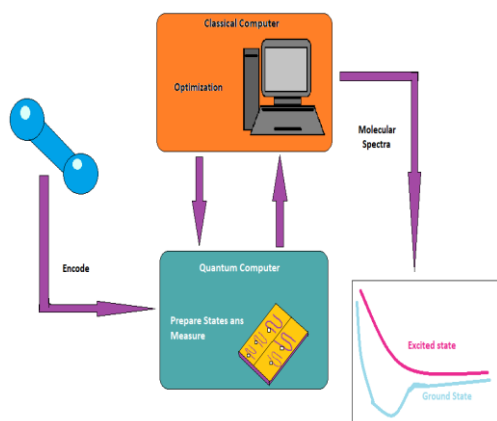 Classical Computer
Optimization
Molecular
Spectra
Encode
Quantum Computer
Prepare States ans
Measure
Excited state
Ground State